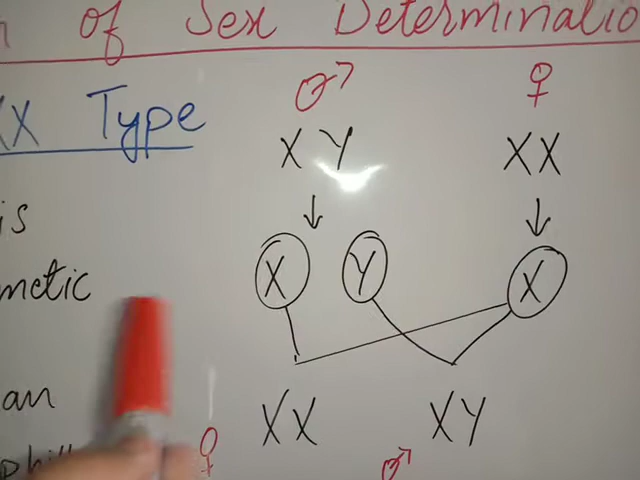 of Sex Determinatio
XX Type
♂ ♀
XY XX
is
metic
X Y X
an
XX XY
♀ ♂